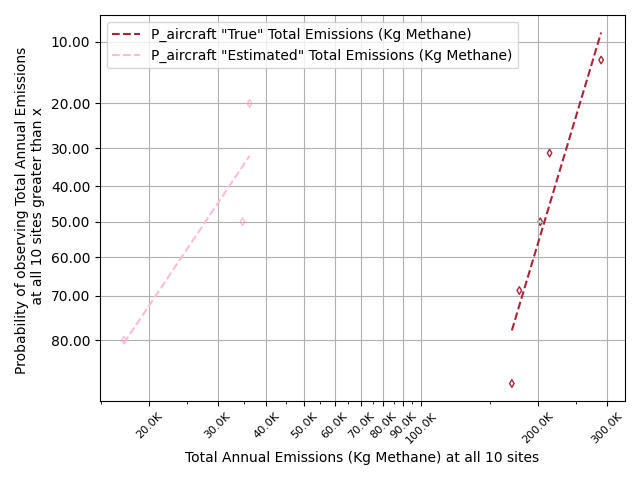 P_aircraft "True" Total Emissions (Kg Methane)
P_aircraft "Estimated" Total Emissions (Kg Methane)
Probability of observing Total Annual Emissions
at all 10 sites greater than x
10.00
20.00
30.00
40.00
50.00
60.00
70.00
80.00
20.0K
30.0K
40.0K
50.0K
60.0K
70.0K
80.0K
90.0K
100.0K
200.0K
300.0K
Total Annual Emissions (Kg Methane) at all 10 sites